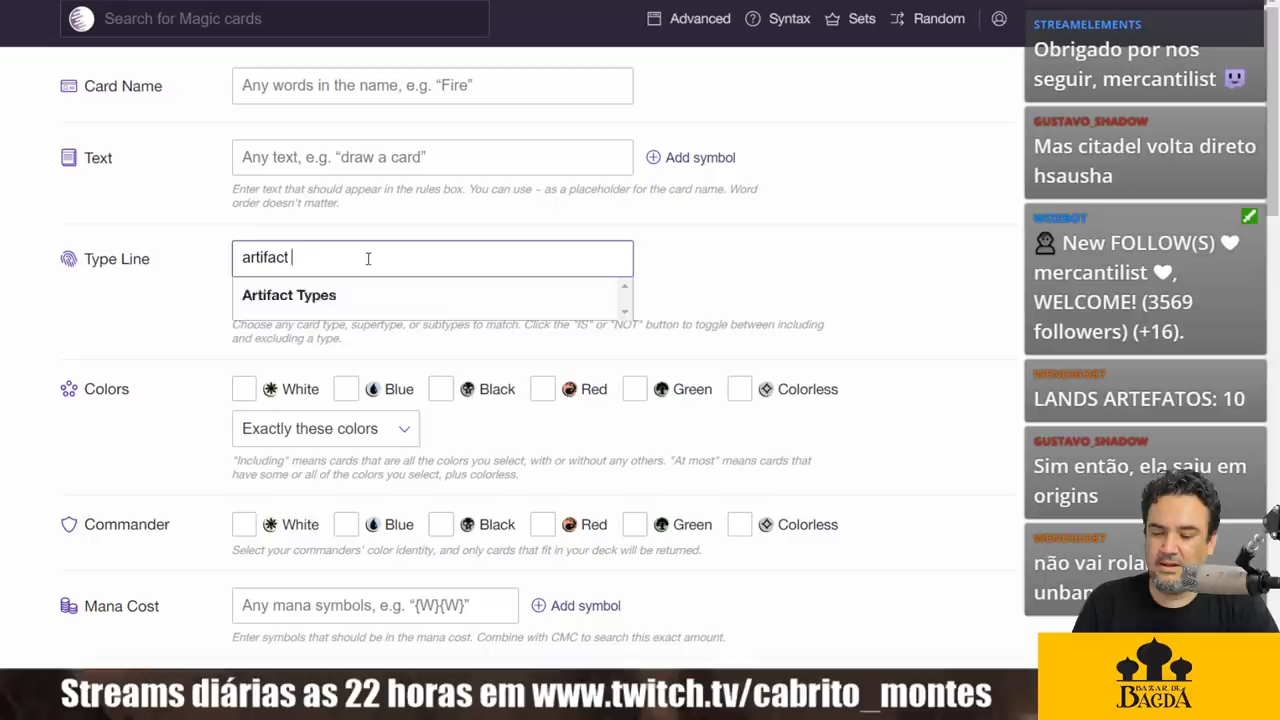 Search for Magic cards
Advanced
Syntax
Sets
Random
Card Name
Any words in the name, e.g. “Fire”
Text
Any text, e.g. “draw a card”
Add symbol
Enter text that should appear in the rules box. You can use ~ as a placeholder for the card name. Word
order doesn't matter.
Type Line
artifact
Artifact Types
Choose any card type, supertype, or subtypes to match. Click the "IS" or "NOT" button to toggle between including
and excluding a type.
Colors
White
Blue
Black
Red
Green
Colorless
Exactly these colors
"Including" means cards that are all the colors you select, with or without any others. "At most" means cards that
have some or all of the colors you select, plus colorless.
Commander
White
Blue
Black
Red
Green
Colorless
Select your commanders' color identity, and only cards that fit in your deck will be returned.
Mana Cost
Any mana symbols, e.g. “{W}{W}”
Add symbol
Enter symbols that should be in the mana cost. Combine with CMC to search this exact amount.
STREAMELEMENTS
Obrigado por nos
seguir, mercantilist
GUSTAVO_SHADOW
Mas citadel volta direto
hsausha
WIZEBOT
New FOLLOW(S)
mercantilist
WELCOME! (3569
followers) (+16).
WENDIGO87
LANDS ARTEFATOS: 10
GUSTAVO_SHADOW
Sim então, ela saiu em
origins
WENDIGO87
não vai rola
unban
Streams diárias as 22 horas em www.twitch.tv/cabrito_montes
BAZAR DE
BAGDÁ